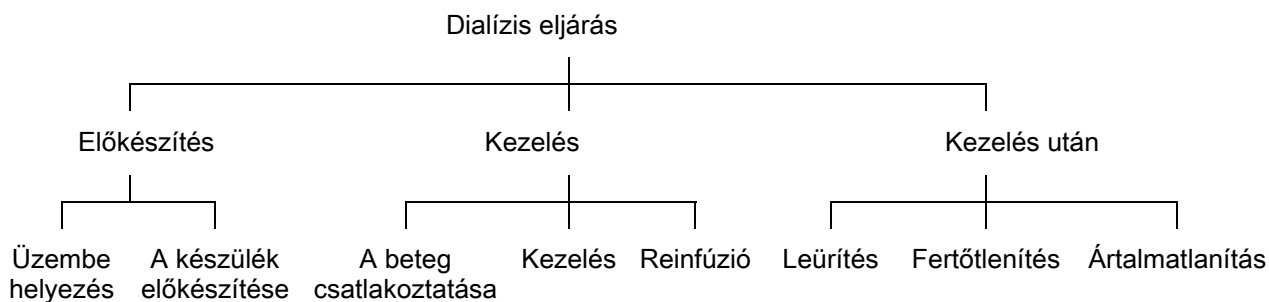 Dialízis eljárás
Előkészítés Kezelés Kezelés után
Üzembe helyezés
A készülék előkészítése
A beteg csatlakoztatása
Kezelés
Reinfúzió
Leürítés
Fertőtlenítés
Ártalmatlanítás